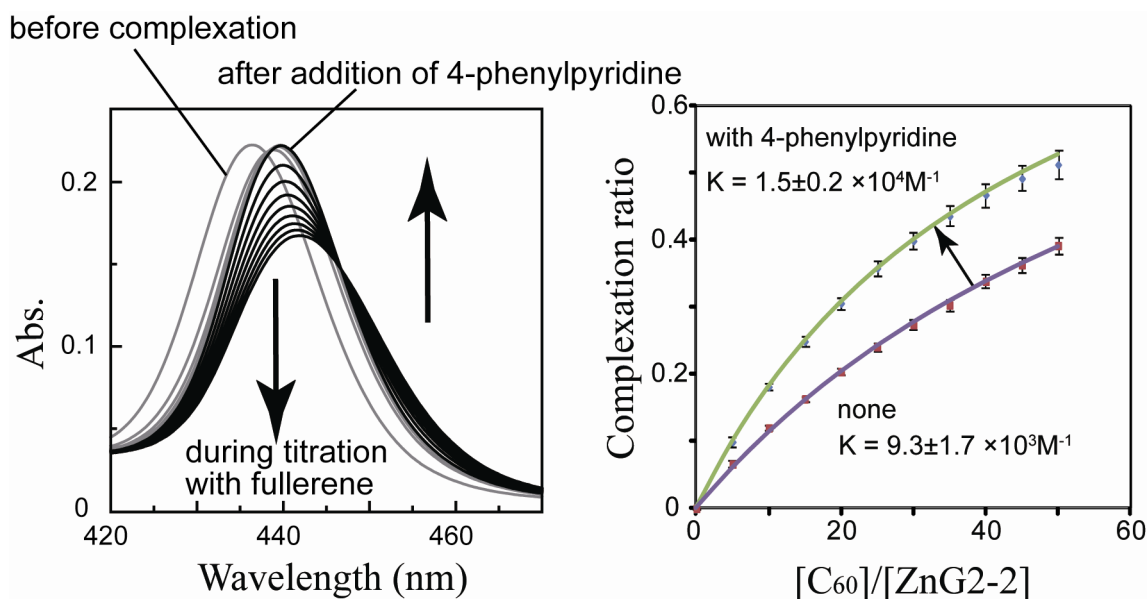 before complexation
after addition of 4-phenylpyridine
0.2
0.1
0
Abs.
during titration
with fullerene
420
440
460
Wavelength (nm)
0.6
0.4
0.2
0
Complexation ratio
with 4-phenylpyridine
K = 1.5±0.2 ×10⁴M⁻¹
none
K = 9.3±1.7 ×10³M⁻¹
0
20
40
60
[C₆₀]/[ZnG2-2]